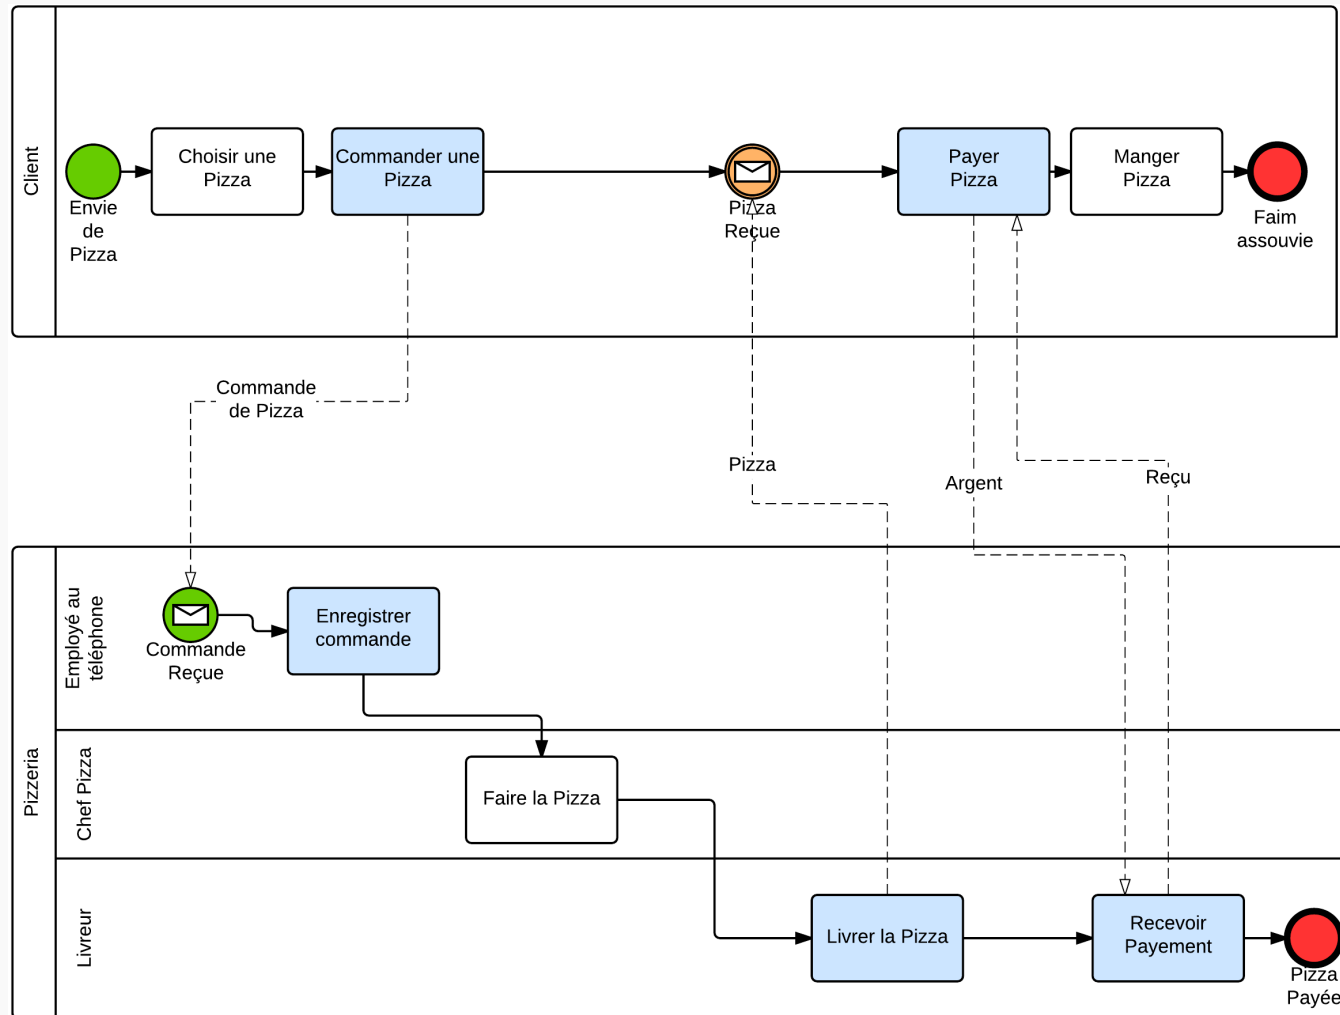 Client
Envie
de
Pizza
Choisir une
Pizza
Commander une
Pizza
Pizza
Reçue
Payer
Pizza
Manger
Pizza
Faim
assouvie
Commande
de Pizza
Pizza
Argent
Reçu
Pizzeria
Employé au
téléphone
Commande
Reçue
Enregistrer
commande
Chef Pizza
Faire la Pizza
Livreur
Livrer la Pizza
Recevoir
Payement
Pizza
Payée